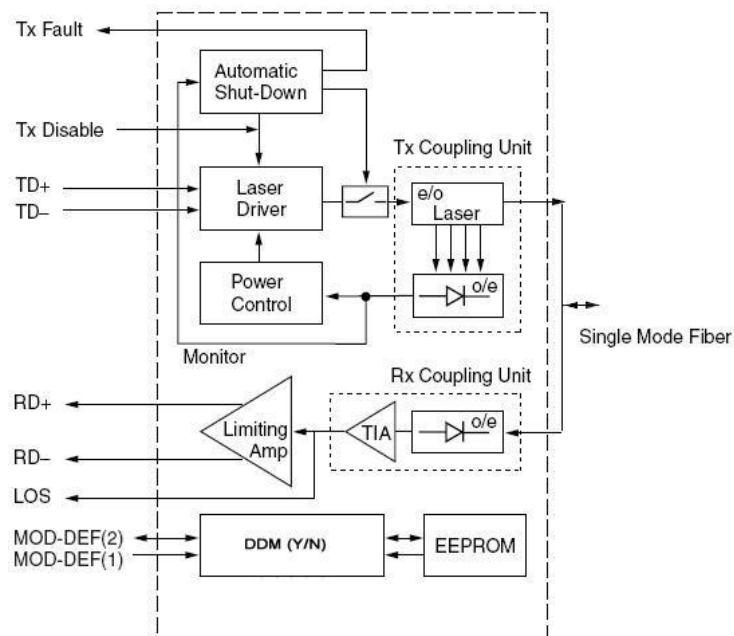 Tx Fault
Automatic
Shut-Down
Tx Disable
Tx Coupling Unit
TD+
TD–
Laser
Driver
e/o
Laser
Power
Control
o/e
Monitor
Single Mode Fiber
Rx Coupling Unit
RD+
RD–
Limiting
Amp
TIA
o/e
LOS
MOD-DEF(2)
MOD-DEF(1)
DDM (Y/N)
EEPROM